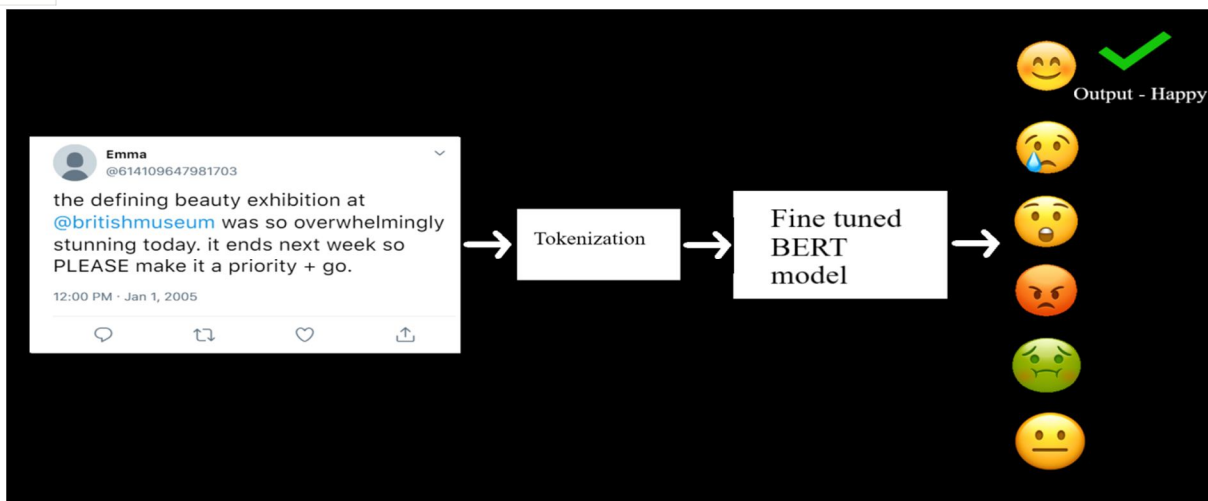 Emma
@614109647981703
the defining beauty exhibition at
@britishmuseum was so overwhelmingly
stunning today. it ends next week so
PLEASE make it a priority + go.
12:00 PM · Jan 1, 2005
Tokenization
Fine tuned
BERT
model
Output - Happy